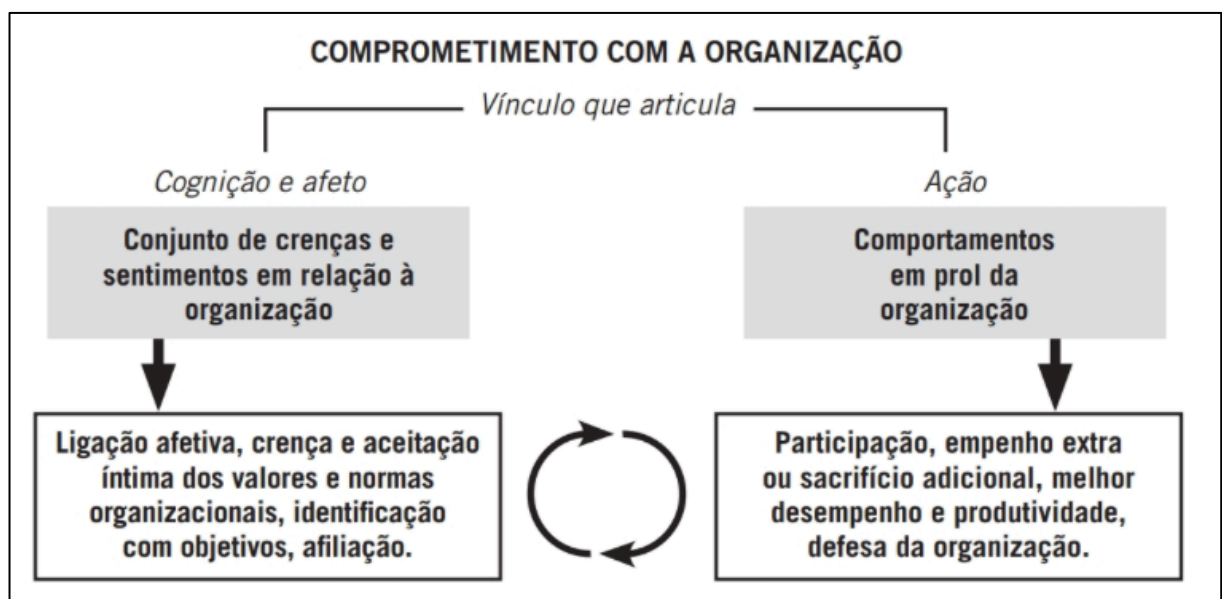 COMPROMETIMENTO COM A ORGANIZAÇÃO
Vínculo que articula
Cognição e afeto
Conjunto de crenças e
sentimentos em relação à
organização
Ligação afetiva, crença e aceitação
íntima dos valores e normas
organizacionais, identificação
com objetivos, afiliação.
Ação
Comportamentos
em prol da
organização
Participação, empenho extra
ou sacrifício adicional, melhor
desempenho e produtividade,
defesa da organização.